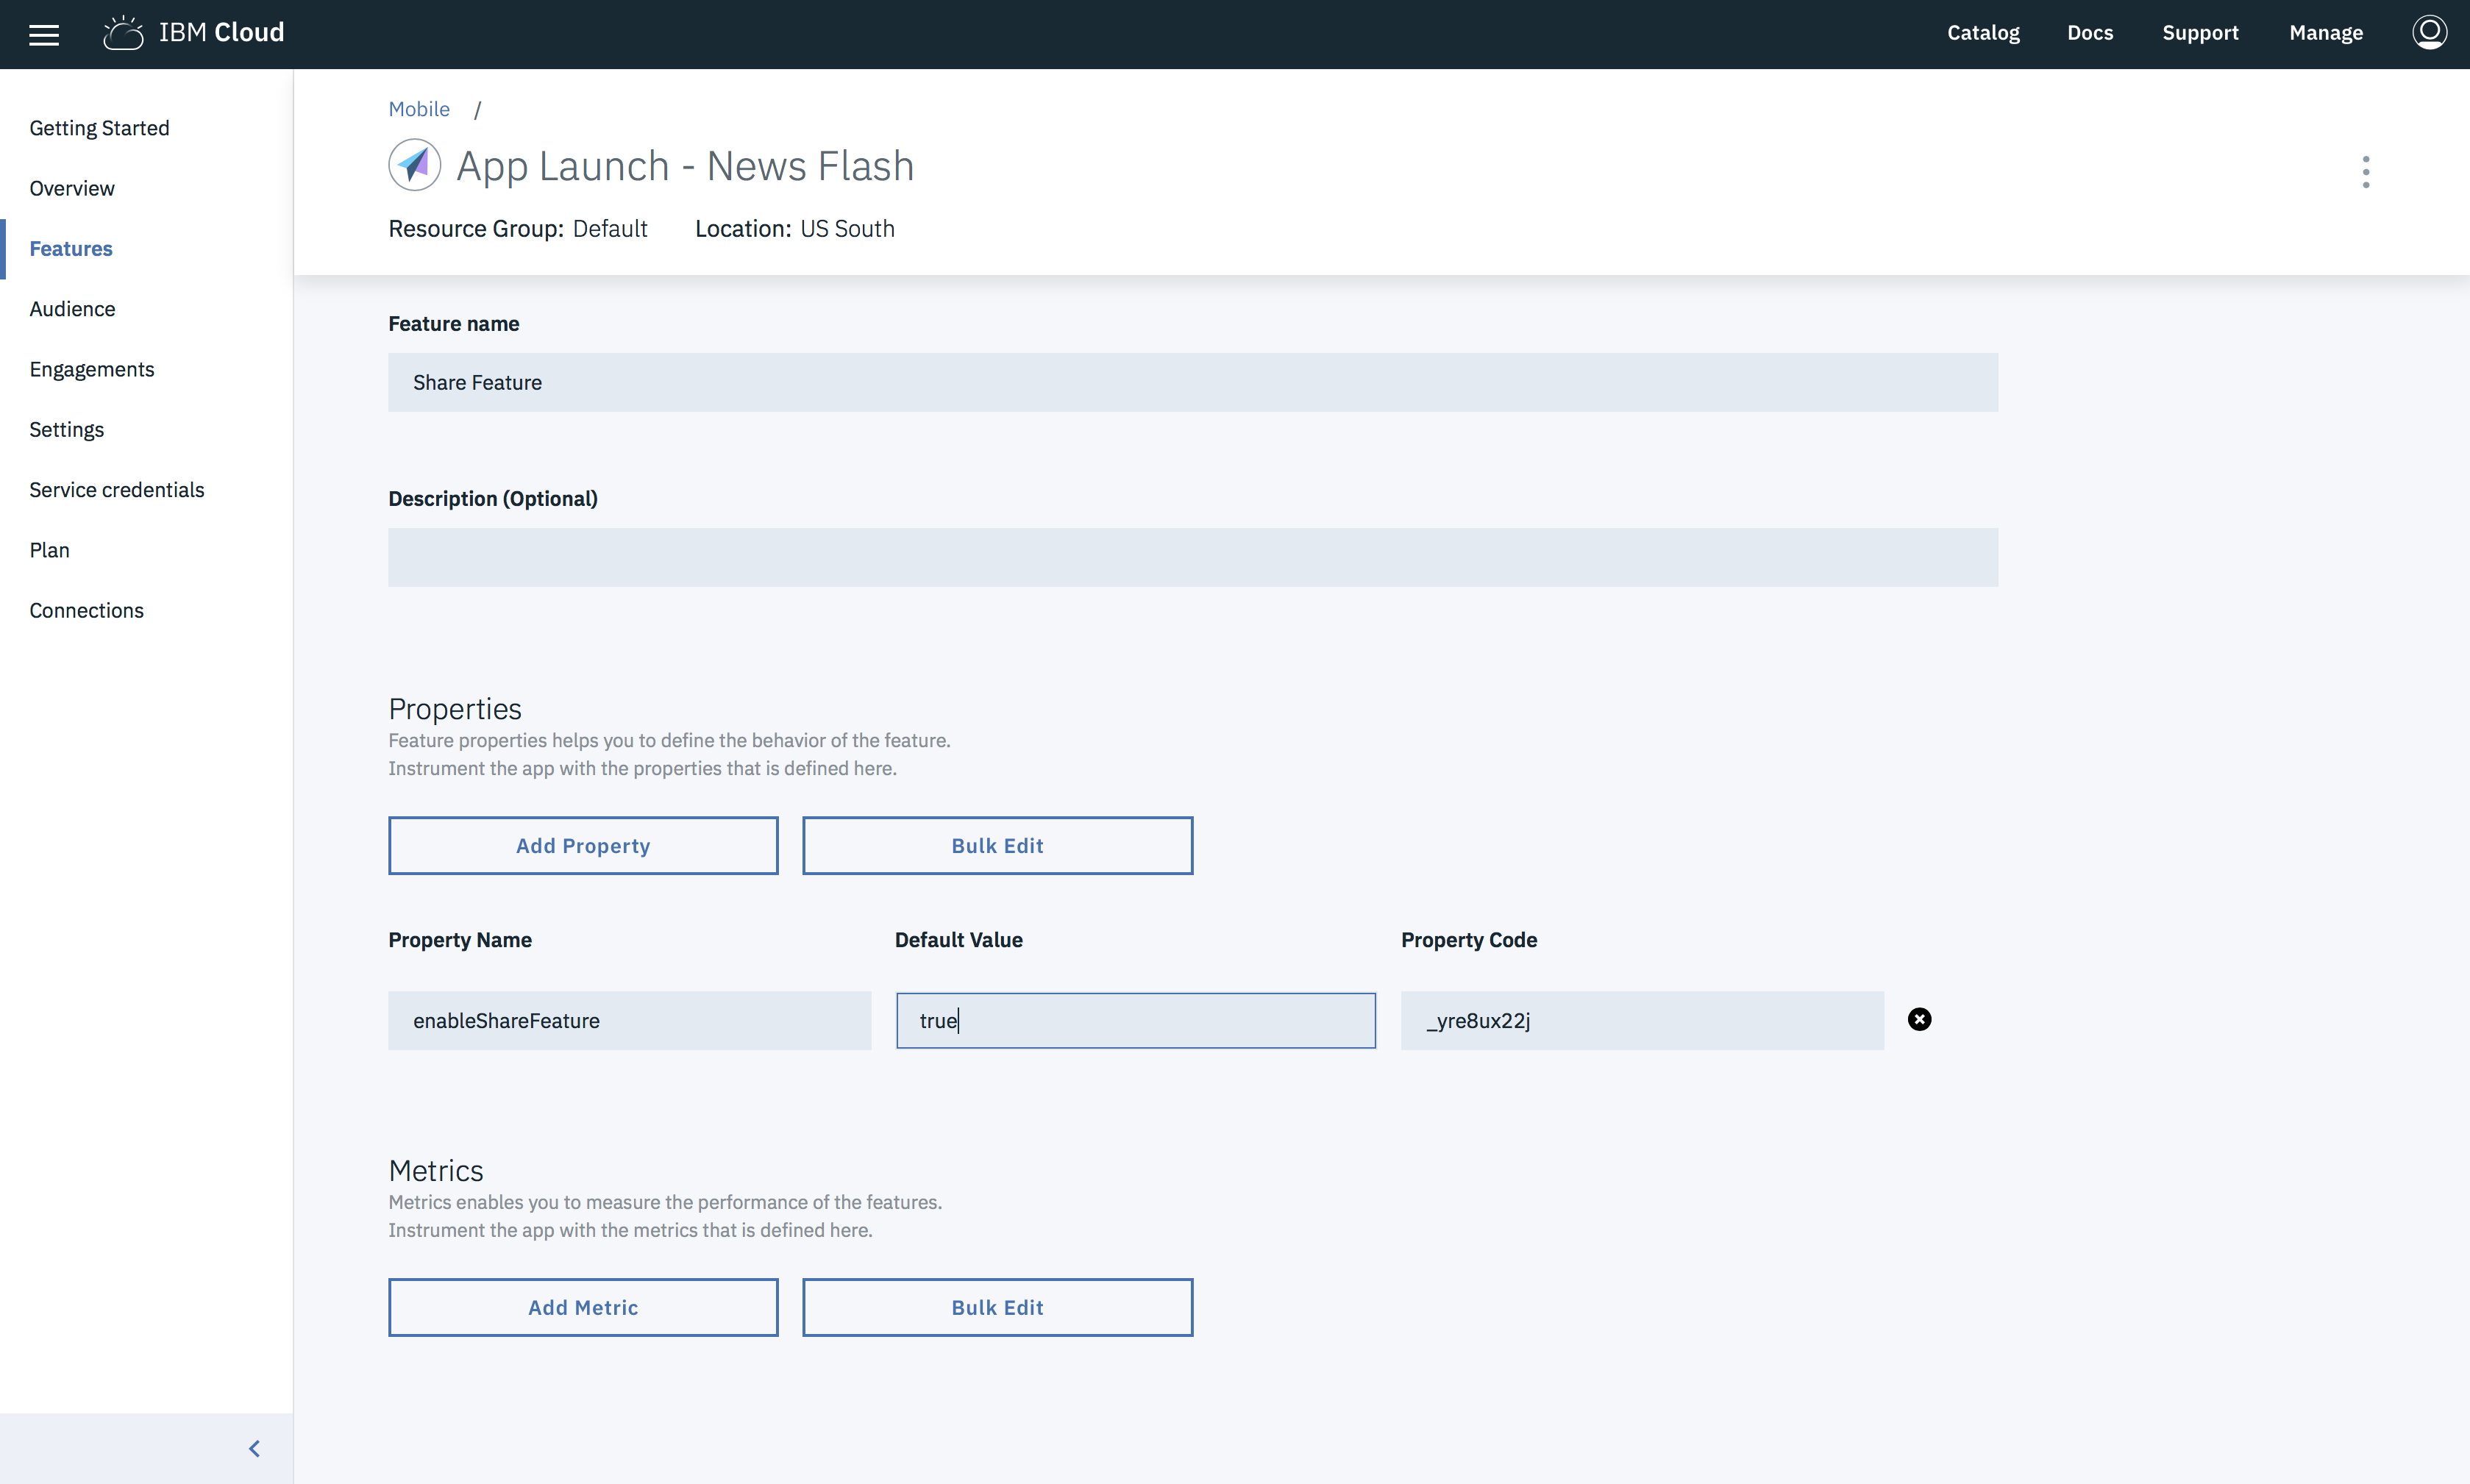 IBM Cloud
Catalog
Docs
Support
Manage
Getting Started
Overview
Features
Audience
Engagements
Settings
Service credentials
Plan
Connections
Mobile /
App Launch - News Flash
Resource Group: Default Location: US South
Feature name
Share Feature
Description (Optional)
Properties
Feature properties helps you to define the behavior of the feature.
Instrument the app with the properties that is defined here.
Add Property
Bulk Edit
Property Name
Default Value
Property Code
enableShareFeature
true
_yre8ux22j
Metrics
Metrics enables you to measure the performance of the features.
Instrument the app with the metrics that is defined here.
Add Metric
Bulk Edit